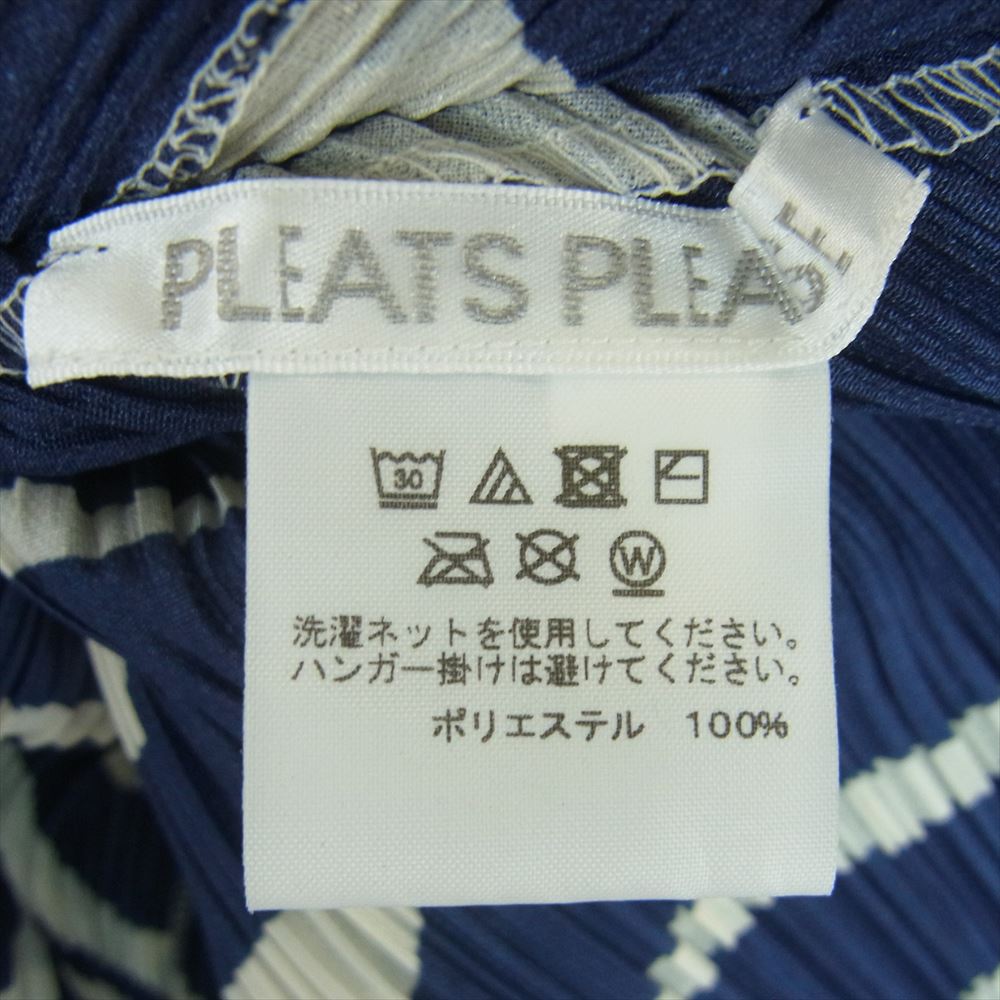 PLEATS PLEASE
30
W
洗濯ネットを使用してください。
ハンガー掛けは避けてください。
ポリエステル 100%